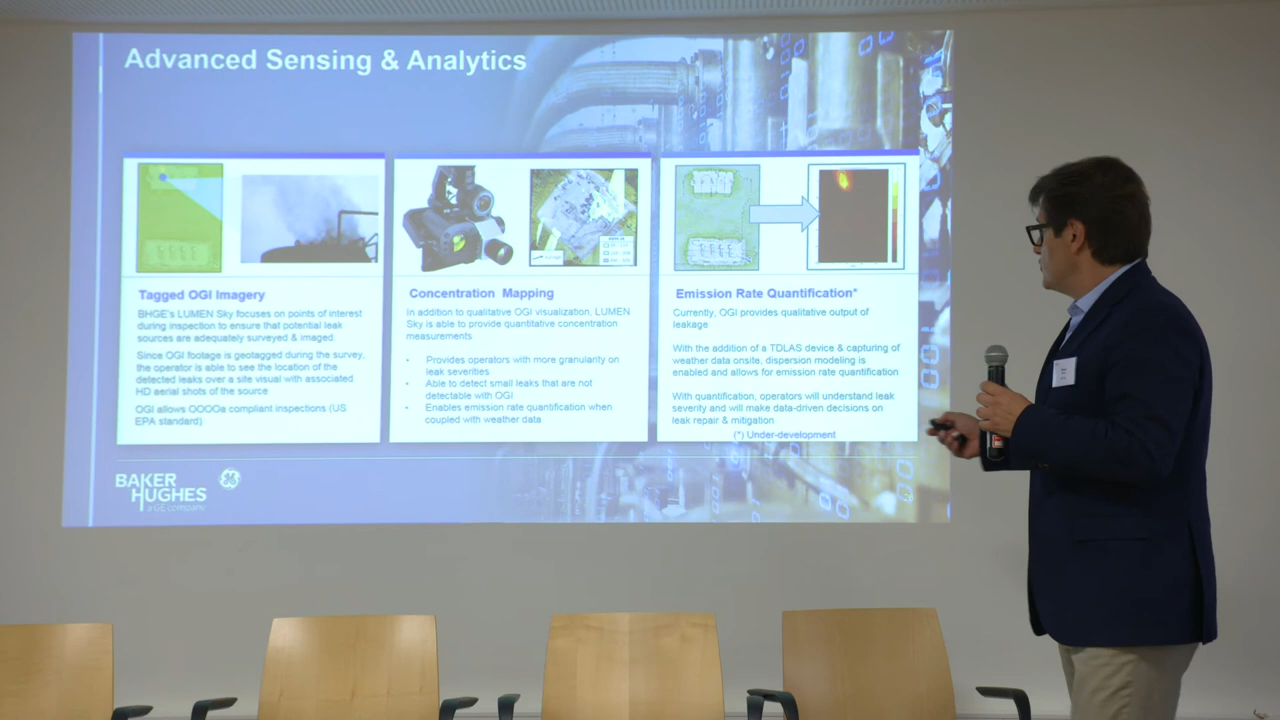 Advanced Sensing & Analytics
Tagged OGI Imagery
BHGE's LUMEN Sky focuses on points of interest
during inspection to ensure that potential leak
sources are adequately surveyed & imaged
Since OGI footage is geotagged during the survey,
the operator is able to see the location of the
detected leaks over a site visual with associated
HD aerial shots of the source
OGI allows OOOOa compliant inspections (US
EPA standard)
Concentration Mapping
In addition to qualitative OGI visualization, LUMEN
Sky is able to provide quantitative concentration
measurements
• Provides operators with more granularity on
leak severities
• Able to detect small leaks that are not
detectable with OGI
• Enables emission rate quantification when
coupled with weather data
Emission Rate Quantification*
Currently, OGI provides qualitative output of
leakage
With the addition of a TDLAS device & capturing of
weather data onsite, dispersion modeling is
enabled and allows for emission rate quantification
With quantification, operators will understand leak
severity and will make data-driven decisions on
leak repair & mitigation
(*) Under-development
BAKER
HUGHES
a GE company